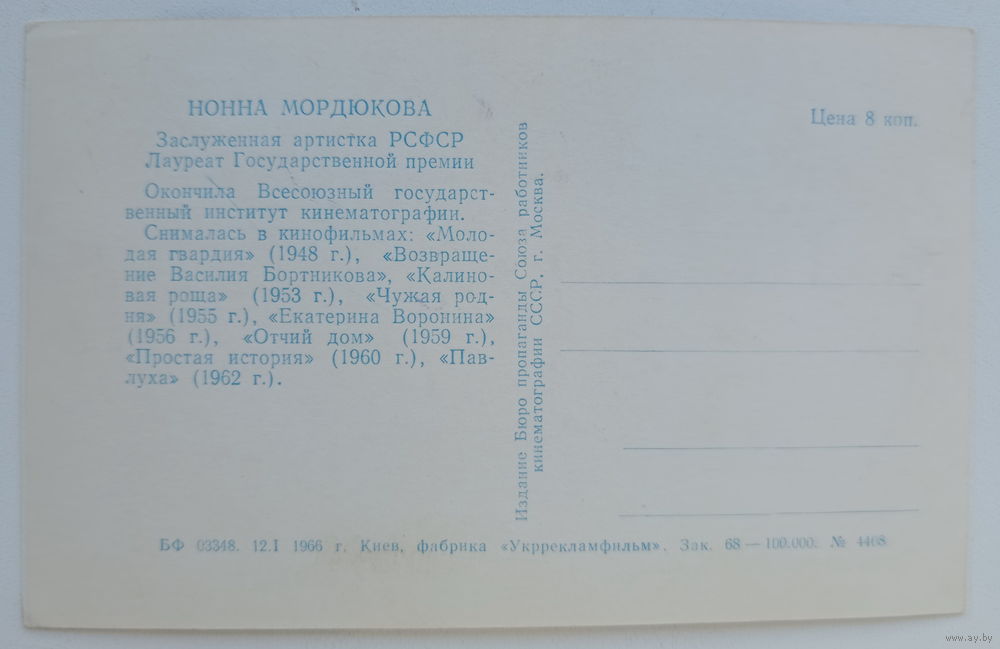 НОННА МОРДЮКОВА
Заслуженная артистка РСФСР
Лауреат Государственной премии
Окончила Всесоюзный государст-
венный институт кинематографии.
Снималась в кинофильмах: «Моло-
дая гвардия» (1948 г.), «Возвраще-
ние Василия Бортникова», «Калино-
вая роща» (1953 г.), «Чужая род-
ня» (1955 г.), «Екатерина Воронина»
(1956 г.), «Отчий дом» (1959 г.),
«Простая история» (1960 г.), «Пав-
луха» (1962 г.).
Издание Бюро пропаганды Союза работников
кинематографии СССР, г. Москва.
Цена 8 коп.
БФ 03348. 12.I 1966 г. Киев, фабрика «Укррекламфильм». Зак. 68 — 100.000. № 4408
www.ay.by